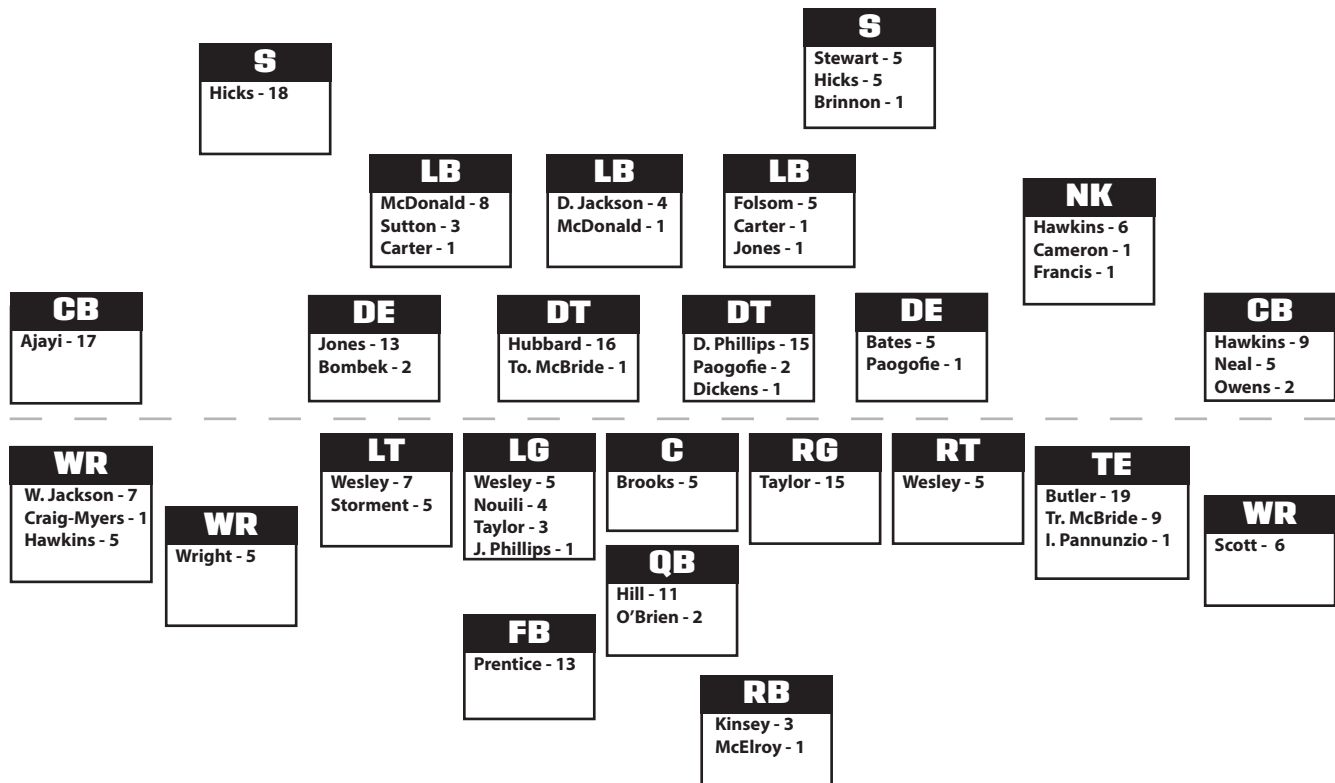 S
Hicks - 18
S
Stewart - 5
Hicks - 5
Brinnon - 1
LB
McDonald - 8
Sutton - 3
Carter - 1
LB
D. Jackson - 4
McDonald - 1
LB
Folsom - 5
Carter - 1
Jones - 1
NK
Hawkins - 6
Cameron - 1
Francis - 1
CB
Ajayi - 17
DE
Jones - 13
Bombek - 2
DT
Hubbard - 16
To. McBride - 1
DT
D. Phillips - 15
Paogofie - 2
Dickens - 1
DE
Bates - 5
Paogofie - 1
CB
Hawkins - 9
Neal - 5
Owens - 2
WR
W. Jackson - 7
Craig-Myers - 1
Hawkins - 5
WR
Wright - 5
LT
Wesley - 7
Storment - 5
LG
Wesley - 5
Nouili - 4
Taylor - 3
J. Phillips - 1
C
Brooks - 5
RG
Taylor - 15
RT
Wesley - 5
TE
Butler - 19
Tr. McBride - 9
I. Pannunzio - 1
WR
Scott - 6
QB
Hill - 11
O’Brien - 2
FB
Prentice - 13
RB
Kinsey - 3
McElroy - 1